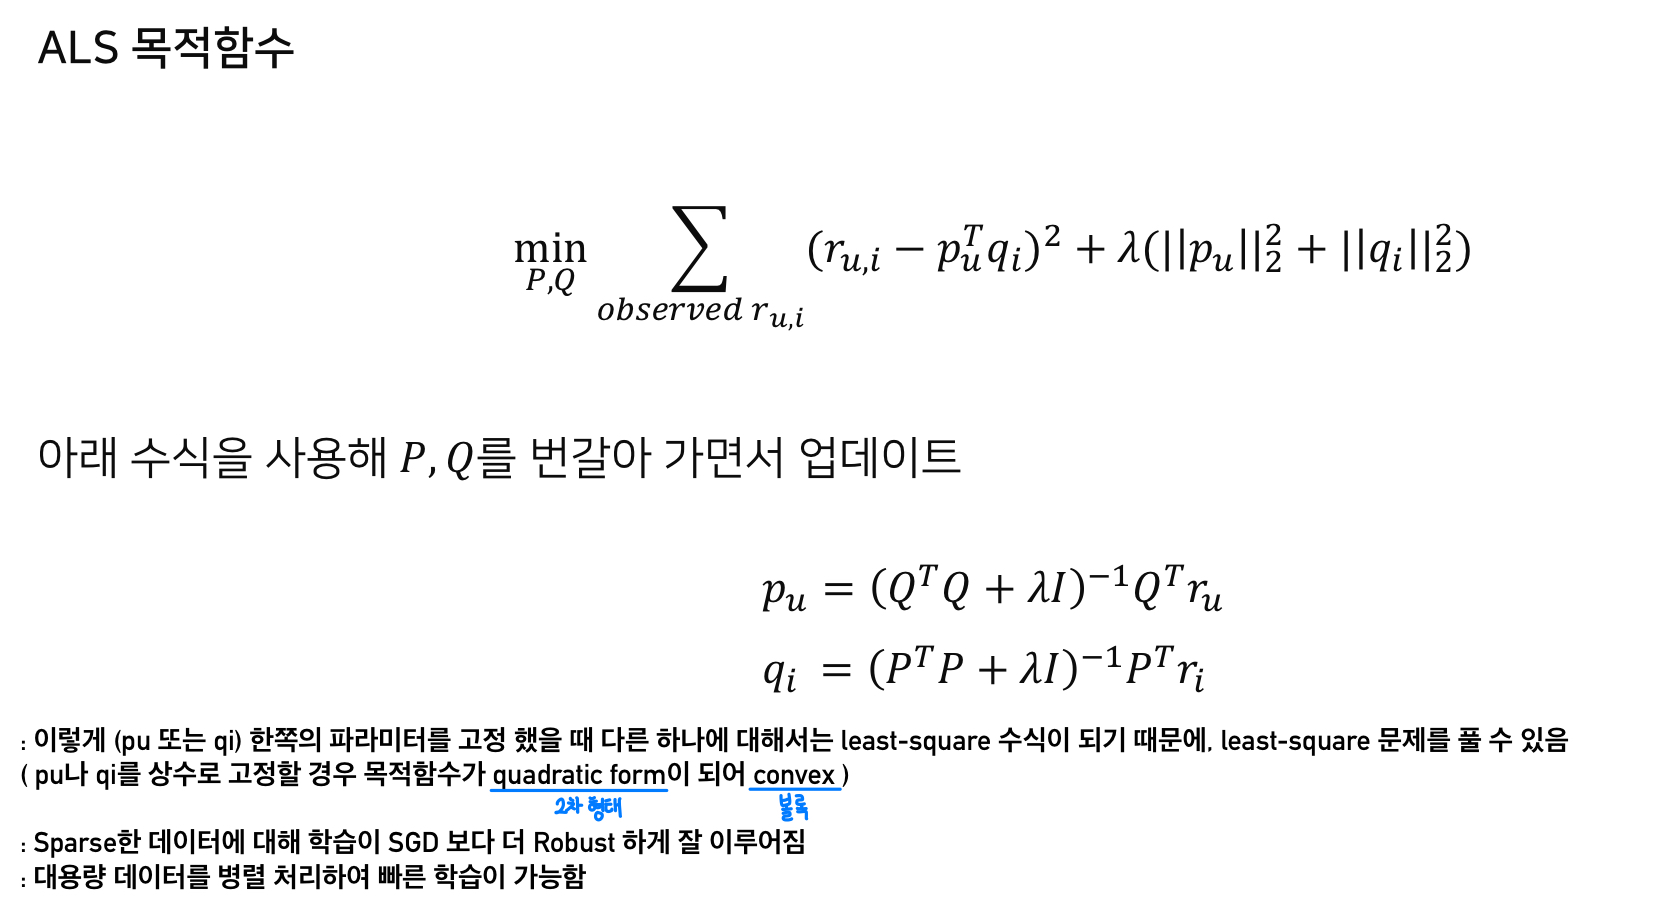 ALS 목적함수
min_{P,Q} ∑_{observed r_{u,i}} (r_{u,i} − p_u^T q_i)^2 + λ(||p_u||_2^2 + ||q_i||_2^2)
아래 수식을 사용해 P, Q를 번갈아 가면서 업데이트
p_u = (Q^T Q + λI)^{−1} Q^T r_u
q_i = (P^T P + λI)^{−1} P^T r_i
: 이렇게 (pu 또는 qi) 한쪽의 파라미터를 고정 했을 때 다른 하나에 대해서는 least-square 수식이 되기 때문에, least-square 문제를 풀 수 있음
( pu나 qi를 상수로 고정할 경우 목적함수가 quadratic form이 되어 convex )
2차 형태 볼록
: Sparse한 데이터에 대해 학습이 SGD 보다 더 Robust 하게 잘 이루어짐
: 대용량 데이터를 병렬 처리하여 빠른 학습이 가능함